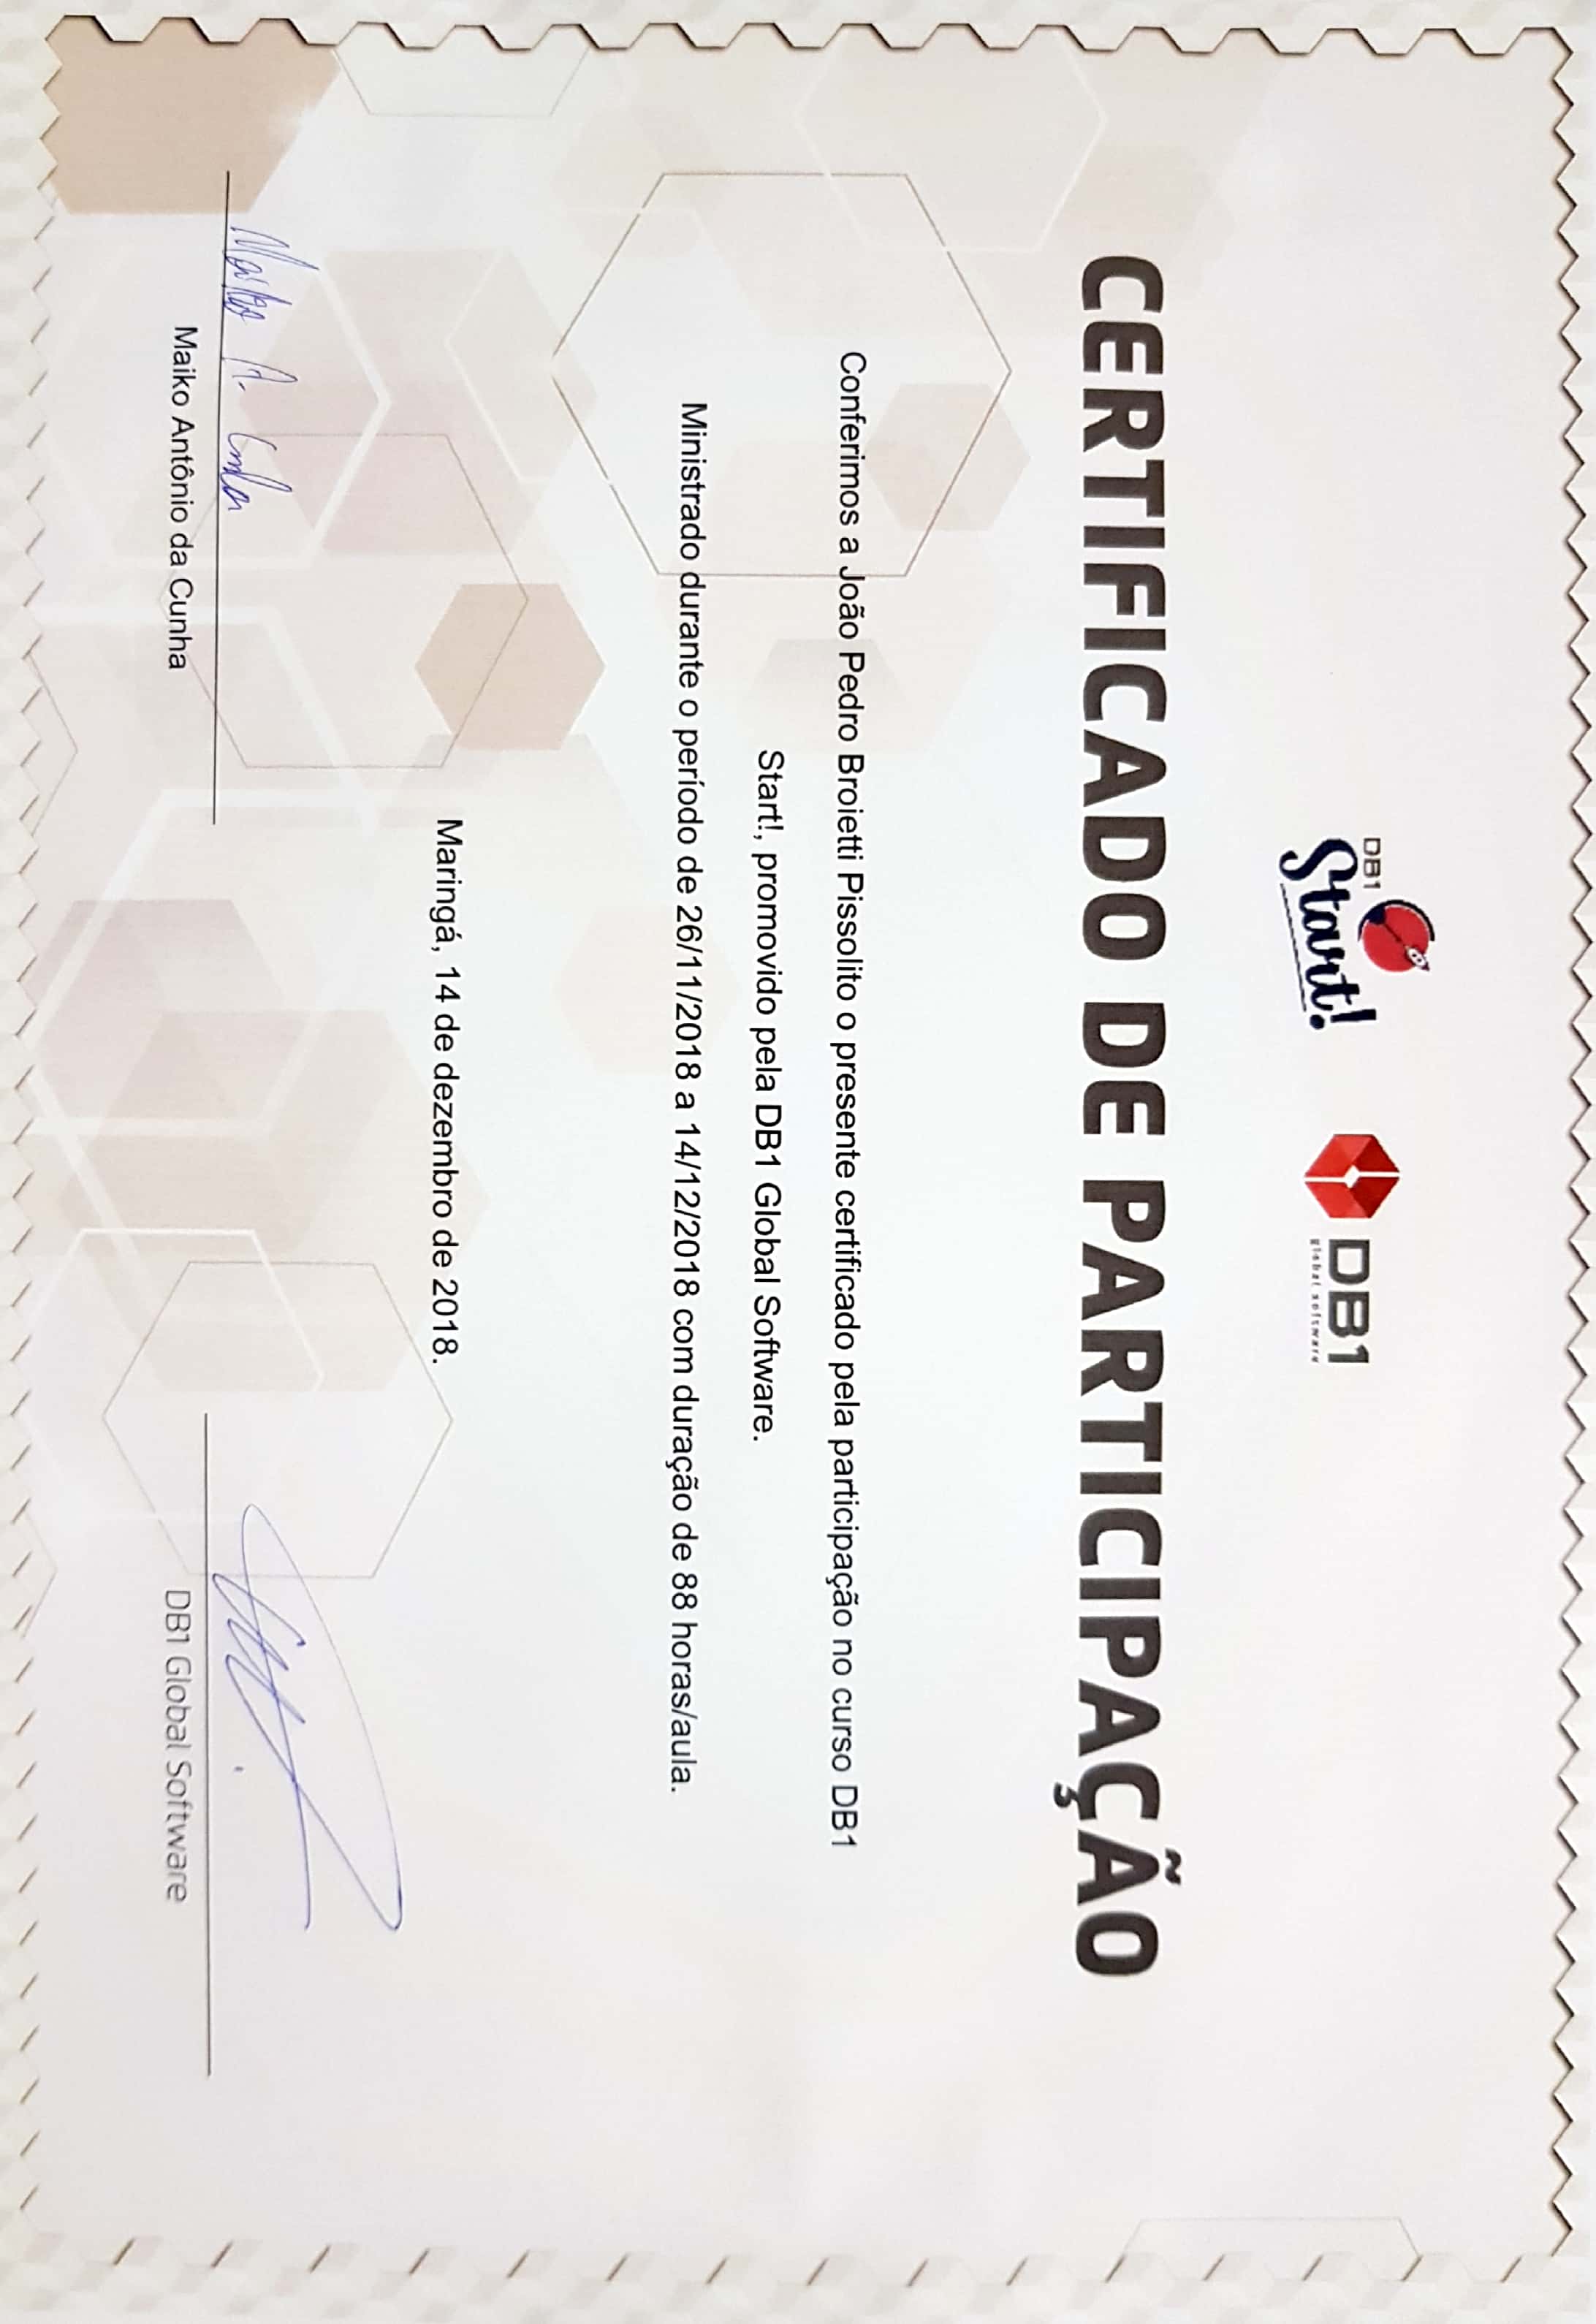 DB1
Start!
DB1
global software
CERTIFICADO DE PARTICIPAÇÃO
Conferimos a João Pedro Broietti Pissolito o presente certificado pela participação no curso DB1
Start!, promovido pela DB1 Global Software.
Ministrado durante o período de 26/11/2018 a 14/12/2018 com duração de 88 horas/aula.
Maringá, 14 de dezembro de 2018.
Maiko A. Cunha
Maiko Antônio da Cunha
DB1 Global Software